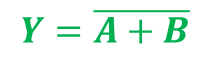 Y = \overline{A + B}